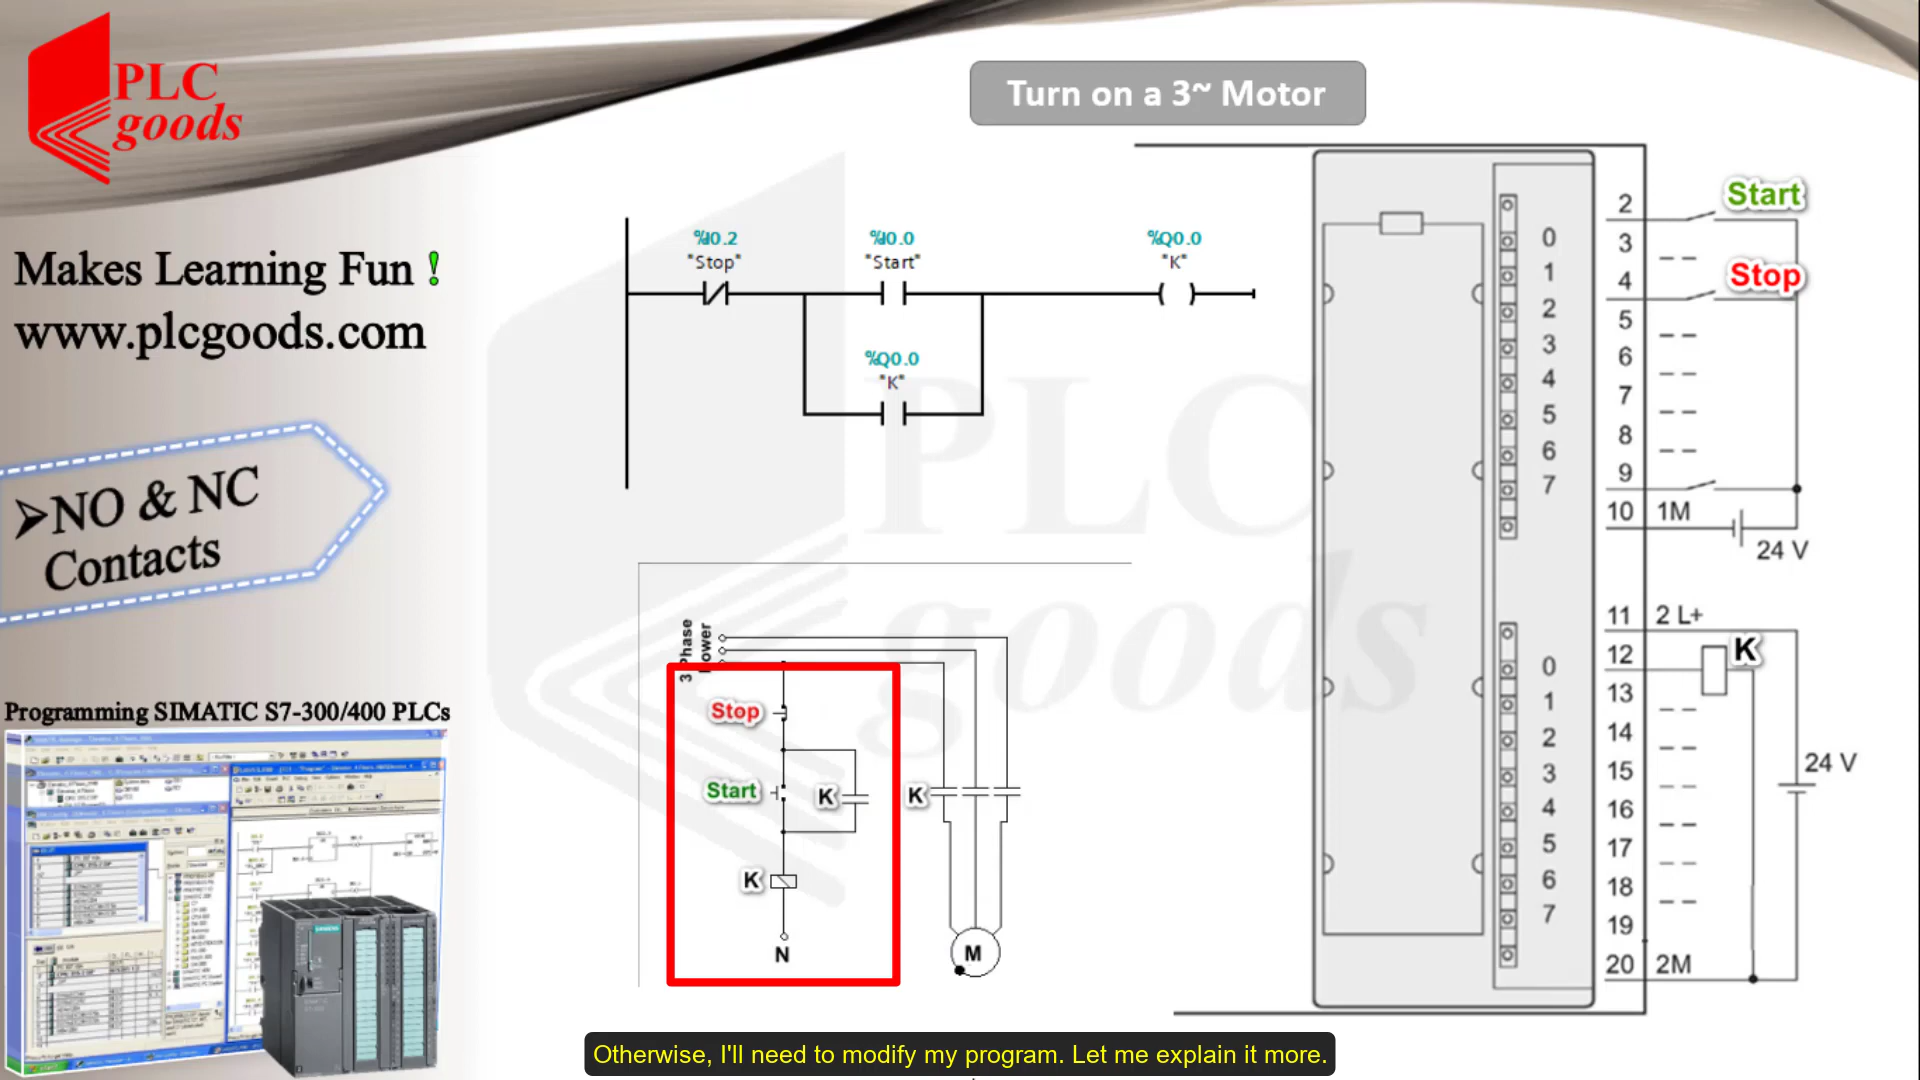 PLC
goods
Turn on a 3~ Motor
Makes Learning Fun !
www.plcgoods.com
➢NO & NC
Contacts
Programming SIMATIC S7-300/400 PLCs
%I0.2
"Stop"
%I0.0
"Start"
%Q0.0
"K"
%Q0.0
"K"
PLC
goods
3 Phase
Power
Stop
Start
K
K
K
N
M
0
1
2
3
4
5
6
7
2
3
4
5
6
7
8
9
10
1M
Start
Stop
24 V
0
1
2
3
4
5
6
7
11
12
13
14
15
16
17
18
19
20
2 L+
K
24 V
2M
SIEMENS
Otherwise, I'll need to modify my program. Let me explain it more.